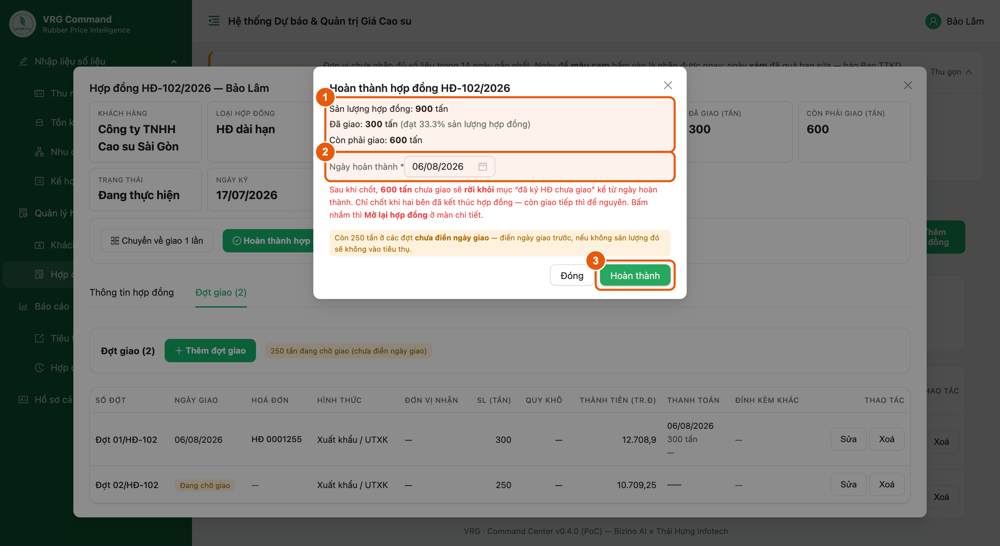 VRG Command
Rubber Price Intelligence
Hệ thống Dự báo & Quản trị Giá Cao su
Bảo Lâm
Nhập liệu số liệu
Thu
Tồn
Nhu
Kế
Quản lý
Khách
Hợp
Báo cáo
Tiêu
Hợp
Hồ sơ cá
Đơn vị chưa nhập đủ số liệu trong 14 ngày gần nhất. Ngày để màu cam bấm vào là nhập được ngay; ngày xám đã quá hạn sửa — báo Ban TTKD
Thu gọn
Hợp đồng HĐ-102/2026 — Bảo Lâm
KHÁCH HÀNG
Công ty TNHH
Cao su Sài Gòn
LOẠI HỢP ĐỒNG
HĐ dài hạn
ĐÃ GIAO (TẤN)
300
CÒN PHẢI GIAO (TẤN)
600
TRẠNG THÁI
Đang thực hiện
NGÀY KÝ
17/07/2026
Chuyển về giao 1 lần
Hoàn thành hợp
Thêm
đồng
Hoàn thành hợp đồng HĐ-102/2026
1
Sản lượng hợp đồng: 900 tấn
Đã giao: 300 tấn (đạt 33.3% sản lượng hợp đồng)
Còn phải giao: 600 tấn
2
Ngày hoàn thành * 06/08/2026
Sau khi chốt, 600 tấn chưa giao sẽ rời khỏi mục “đã ký HĐ chưa giao” kể từ ngày hoàn
thành. Chỉ chốt khi hai bên đã kết thúc hợp đồng — còn giao tiếp thì để nguyên. Bấm
nhầm thì Mở lại hợp đồng ở màn chi tiết.
Còn 250 tấn ở các đợt chưa điền ngày giao — điền ngày giao trước, nếu không sản lượng đó
sẽ không vào tiêu thụ.
3
Đóng
Hoàn thành
Thông tin hợp đồng
Đợt giao (2)
Đợt giao (2)
Thêm đợt giao
250 tấn đang chờ giao (chưa điền ngày giao)
SỐ ĐỢT NGÀY GIAO HOÁ ĐƠN HÌNH THỨC ĐƠN VỊ NHẬN SL (TẤN) QUY KHÔ THÀNH TIỀN (TR.Đ) THANH TOÁN ĐÍNH KÈM KHÁC THAO TÁC
HAO TÁC
Đợt 01/HĐ-102 06/08/2026 HĐ 0001255 Xuất khẩu / UTXK — 300 — 12.708,9 06/08/2026
300 tấn
—
— Sửa Xoá
Xoá
Đợt 02/HĐ-102 Đang chờ giao — Xuất khẩu / UTXK — 250 — 10.709,25 —— — Sửa Xoá
Xoá
VRG · Command Center v0.4.0 (PoC) — Bizino AI × Thái Hưng Infotech